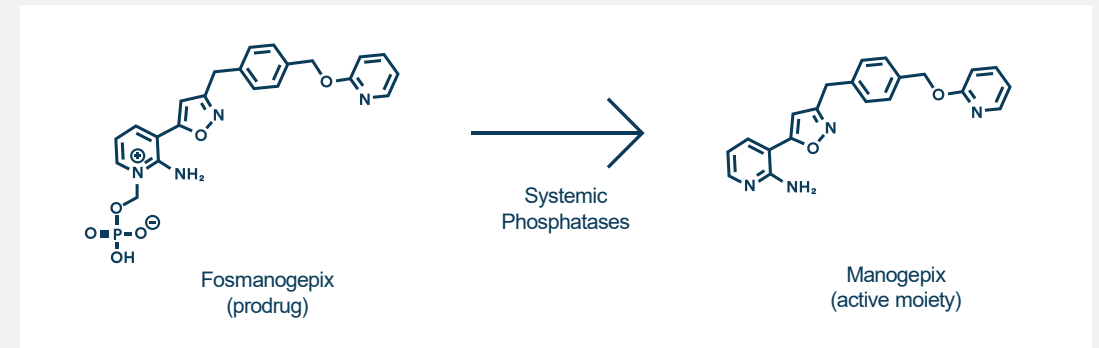 O
N
N
O
N
NH₂
O
O P O⊖
OH
Fosmanogepix
(prodrug)
Systemic
Phosphatases
O
N
N
O
N
NH₂
Manogepix
(active moiety)